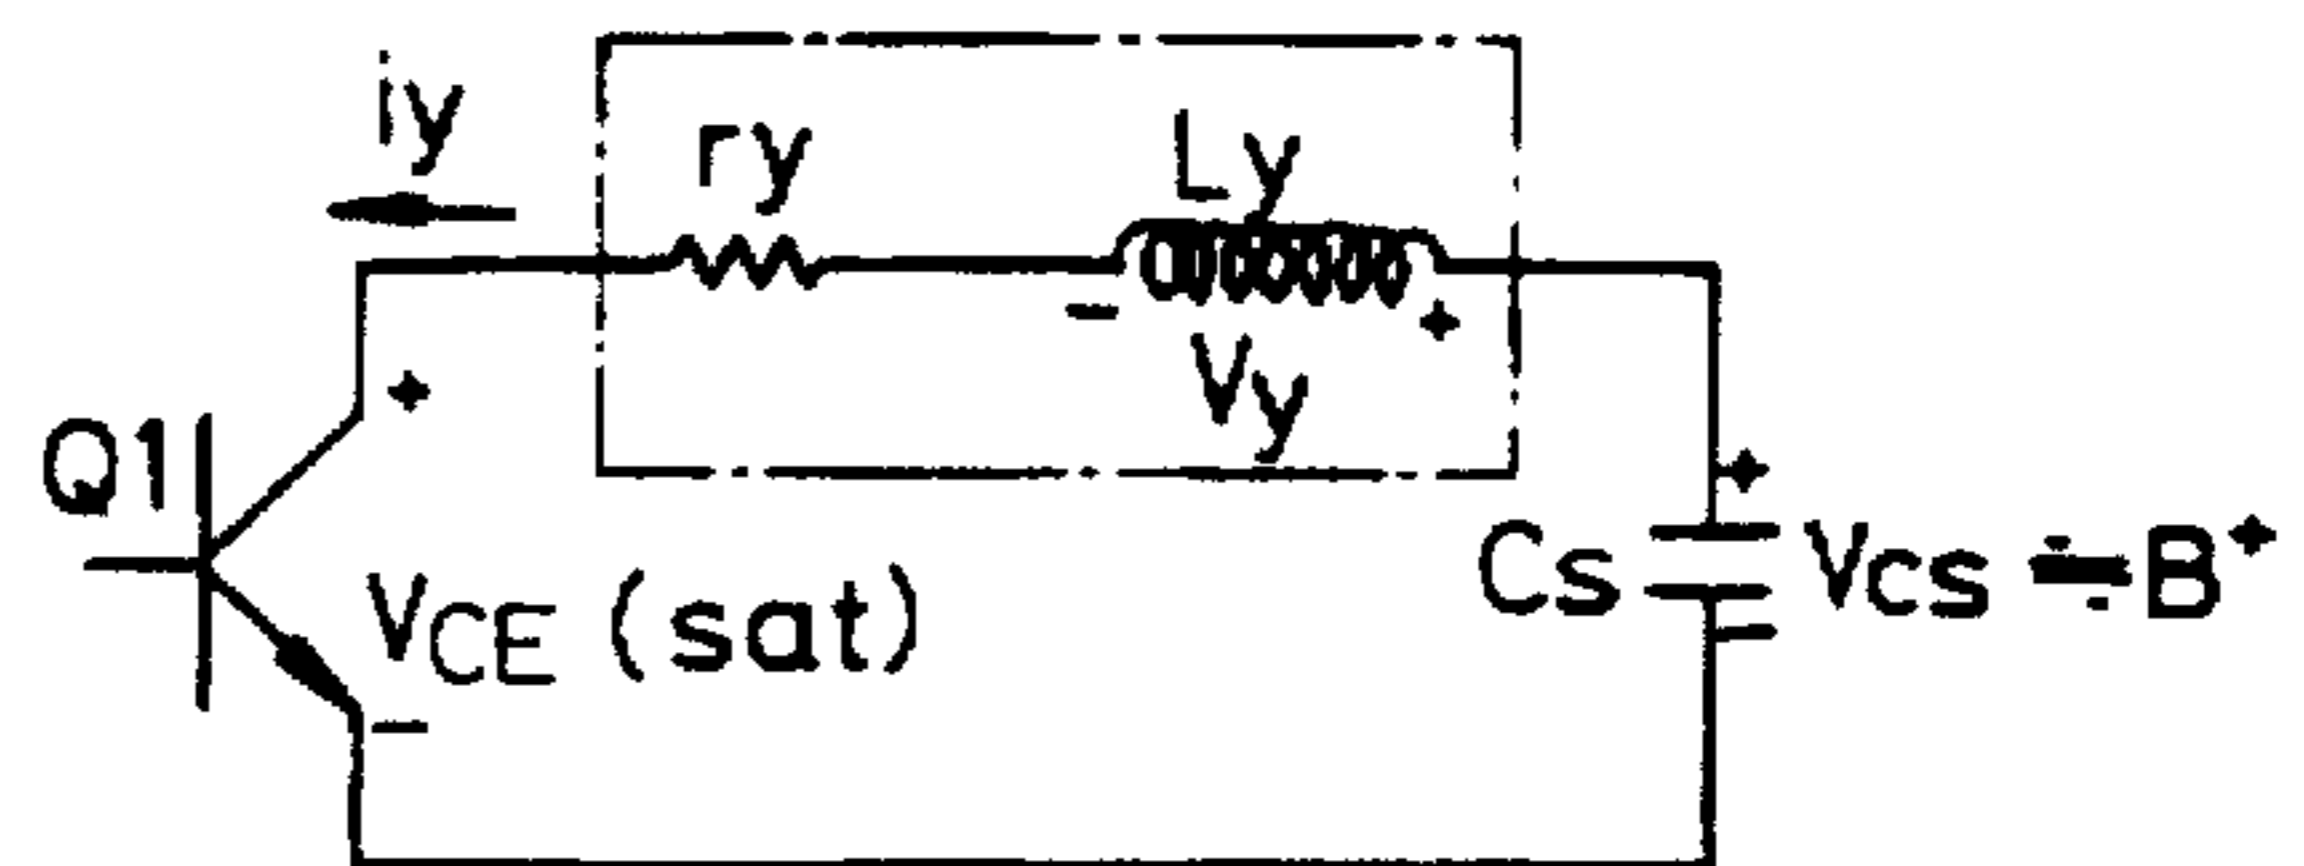 iy
ry
Ly
- +
Vy
+
Q1
+
Cs
VCS ≒ B+
VCE (sat)
-
-